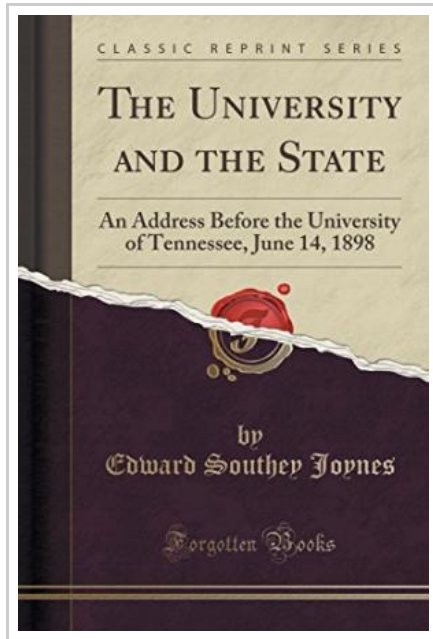 CLASSIC REPRINT SERIES
THE UNIVERSITY
AND THE STATE
An Address Before the University
of Tennessee, June 14, 1898
by
Edward Southey Joynes
Forgotten Books